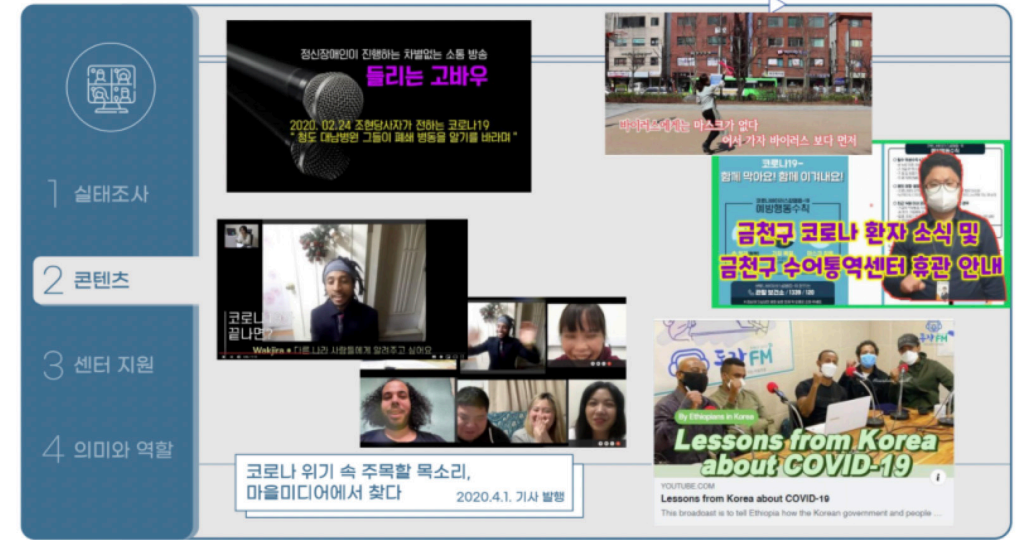 1 실태조사
2 콘텐츠
3 센터 지원
4 의미와 역할
정신장애인이 진행하는 차별없는 소통 방송
들리는 고바우
2020. 02.24 조현당사자가 전하는 코로나19
" 청도 대남병원 그들이 폐쇄 병동을 알기를 바라며 "
바이러스에게는 마스크가 없다
어서 가자 바이러스 보다 먼저
코로나19~
함께 막아요! 함께 이겨내요!
예방행동수칙
금천구 코로나 환자 소식 및
금천구 수어통역센터 휴관 안내
코로나
끝나면?
Wakjira • 다른 나라 사람들에게 알려주고 싶어요
동작 FM
By Ethiopians in Korea
Lessons from Korea
about COVID-19
YOUTUBE.COM
Lessons from Korea about COVID-19
This broadcast is to tell Ethiopia how the Korean government and people ...
코로나 위기 속 주목할 목소리,
마을미디어에서 찾다
2020.4.1. 기사 발행